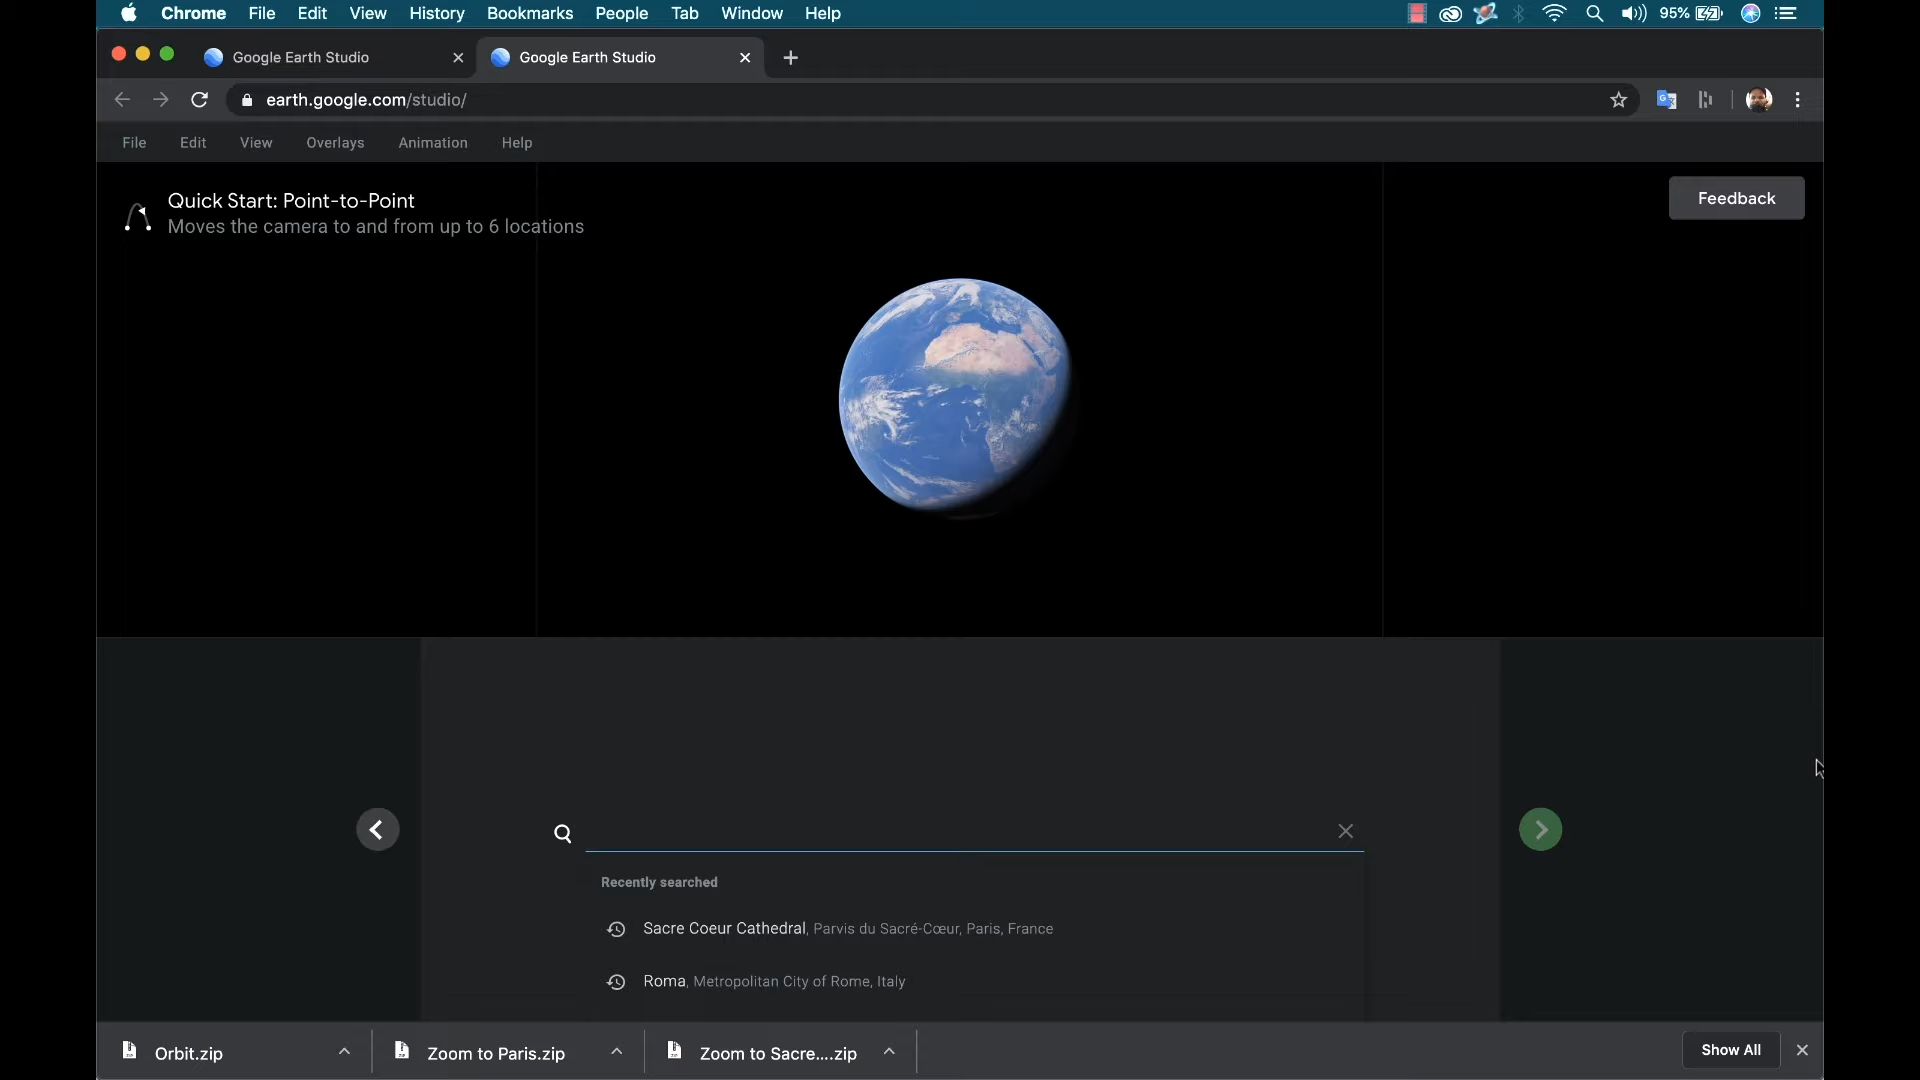 Chrome File Edit View History Bookmarks People Tab Window Help 95%
Google Earth Studio Google Earth Studio
earth.google.com/studio/
File Edit View Overlays Animation Help
Quick Start: Point-to-Point
Moves the camera to and from up to 6 locations
Feedback
Recently searched
Sacre Coeur Cathedral, Parvis du Sacré-Cœur, Paris, France
Roma, Metropolitan City of Rome, Italy
Orbit.zip Zoom to Paris.zip Zoom to Sacre....zip Show All